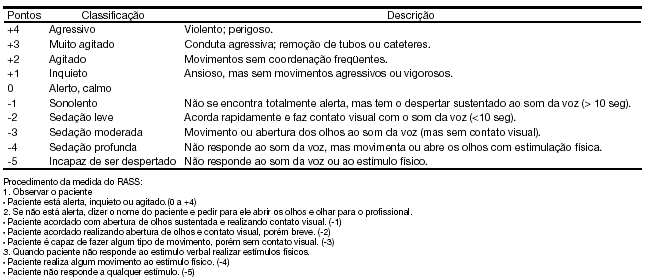 Pontos Classificação Descrição
+4 Agressivo Violento; perigoso.
+3 Muito agitado Conduta agressiva; remoção de tubos ou cateteres.
+2 Agitado Movimentos sem coordenação freqüentes.
+1 Inquieto Ansioso, mas sem movimentos agressivos ou vigorosos.
0 Alerto, calmo
-1 Sonolento Não se encontra totalmente alerta, mas tem o despertar sustentado ao som da voz (> 10 seg).
-2 Sedação leve Acorda rapidamente e faz contato visual com o som da voz (<10 seg).
-3 Sedação moderada Movimento ou abertura dos olhos ao som da voz (mas sem contato visual).
-4 Sedação profunda Não responde ao som da voz, mas movimenta ou abre os olhos com estimulação física.
-5 Incapaz de ser despertado Não responde ao som da voz ou ao estímulo físico.
Procedimento da medida do RASS:
1. Observar o paciente
• Paciente está alerta, inquieto ou agitado.(0 a +4)
2. Se não está alerta, dizer o nome do paciente e pedir para ele abrir os olhos e olhar para o profissional.
• Paciente acordado com abertura de olhos sustentada e realizando contato visual. (-1)
• Paciente acordado realizando abertura de olhos e contato visual, porém breve. (-2)
• Paciente é capaz de fazer algum tipo de movimento, porém sem contato visual. (-3)
3. Quando paciente não responder ao estímulo verbal realizar estímulos físicos.
• Paciente realiza algum movimento ao estímulo físico. (-4)
• Paciente não responde a qualquer estímulo. (-5)